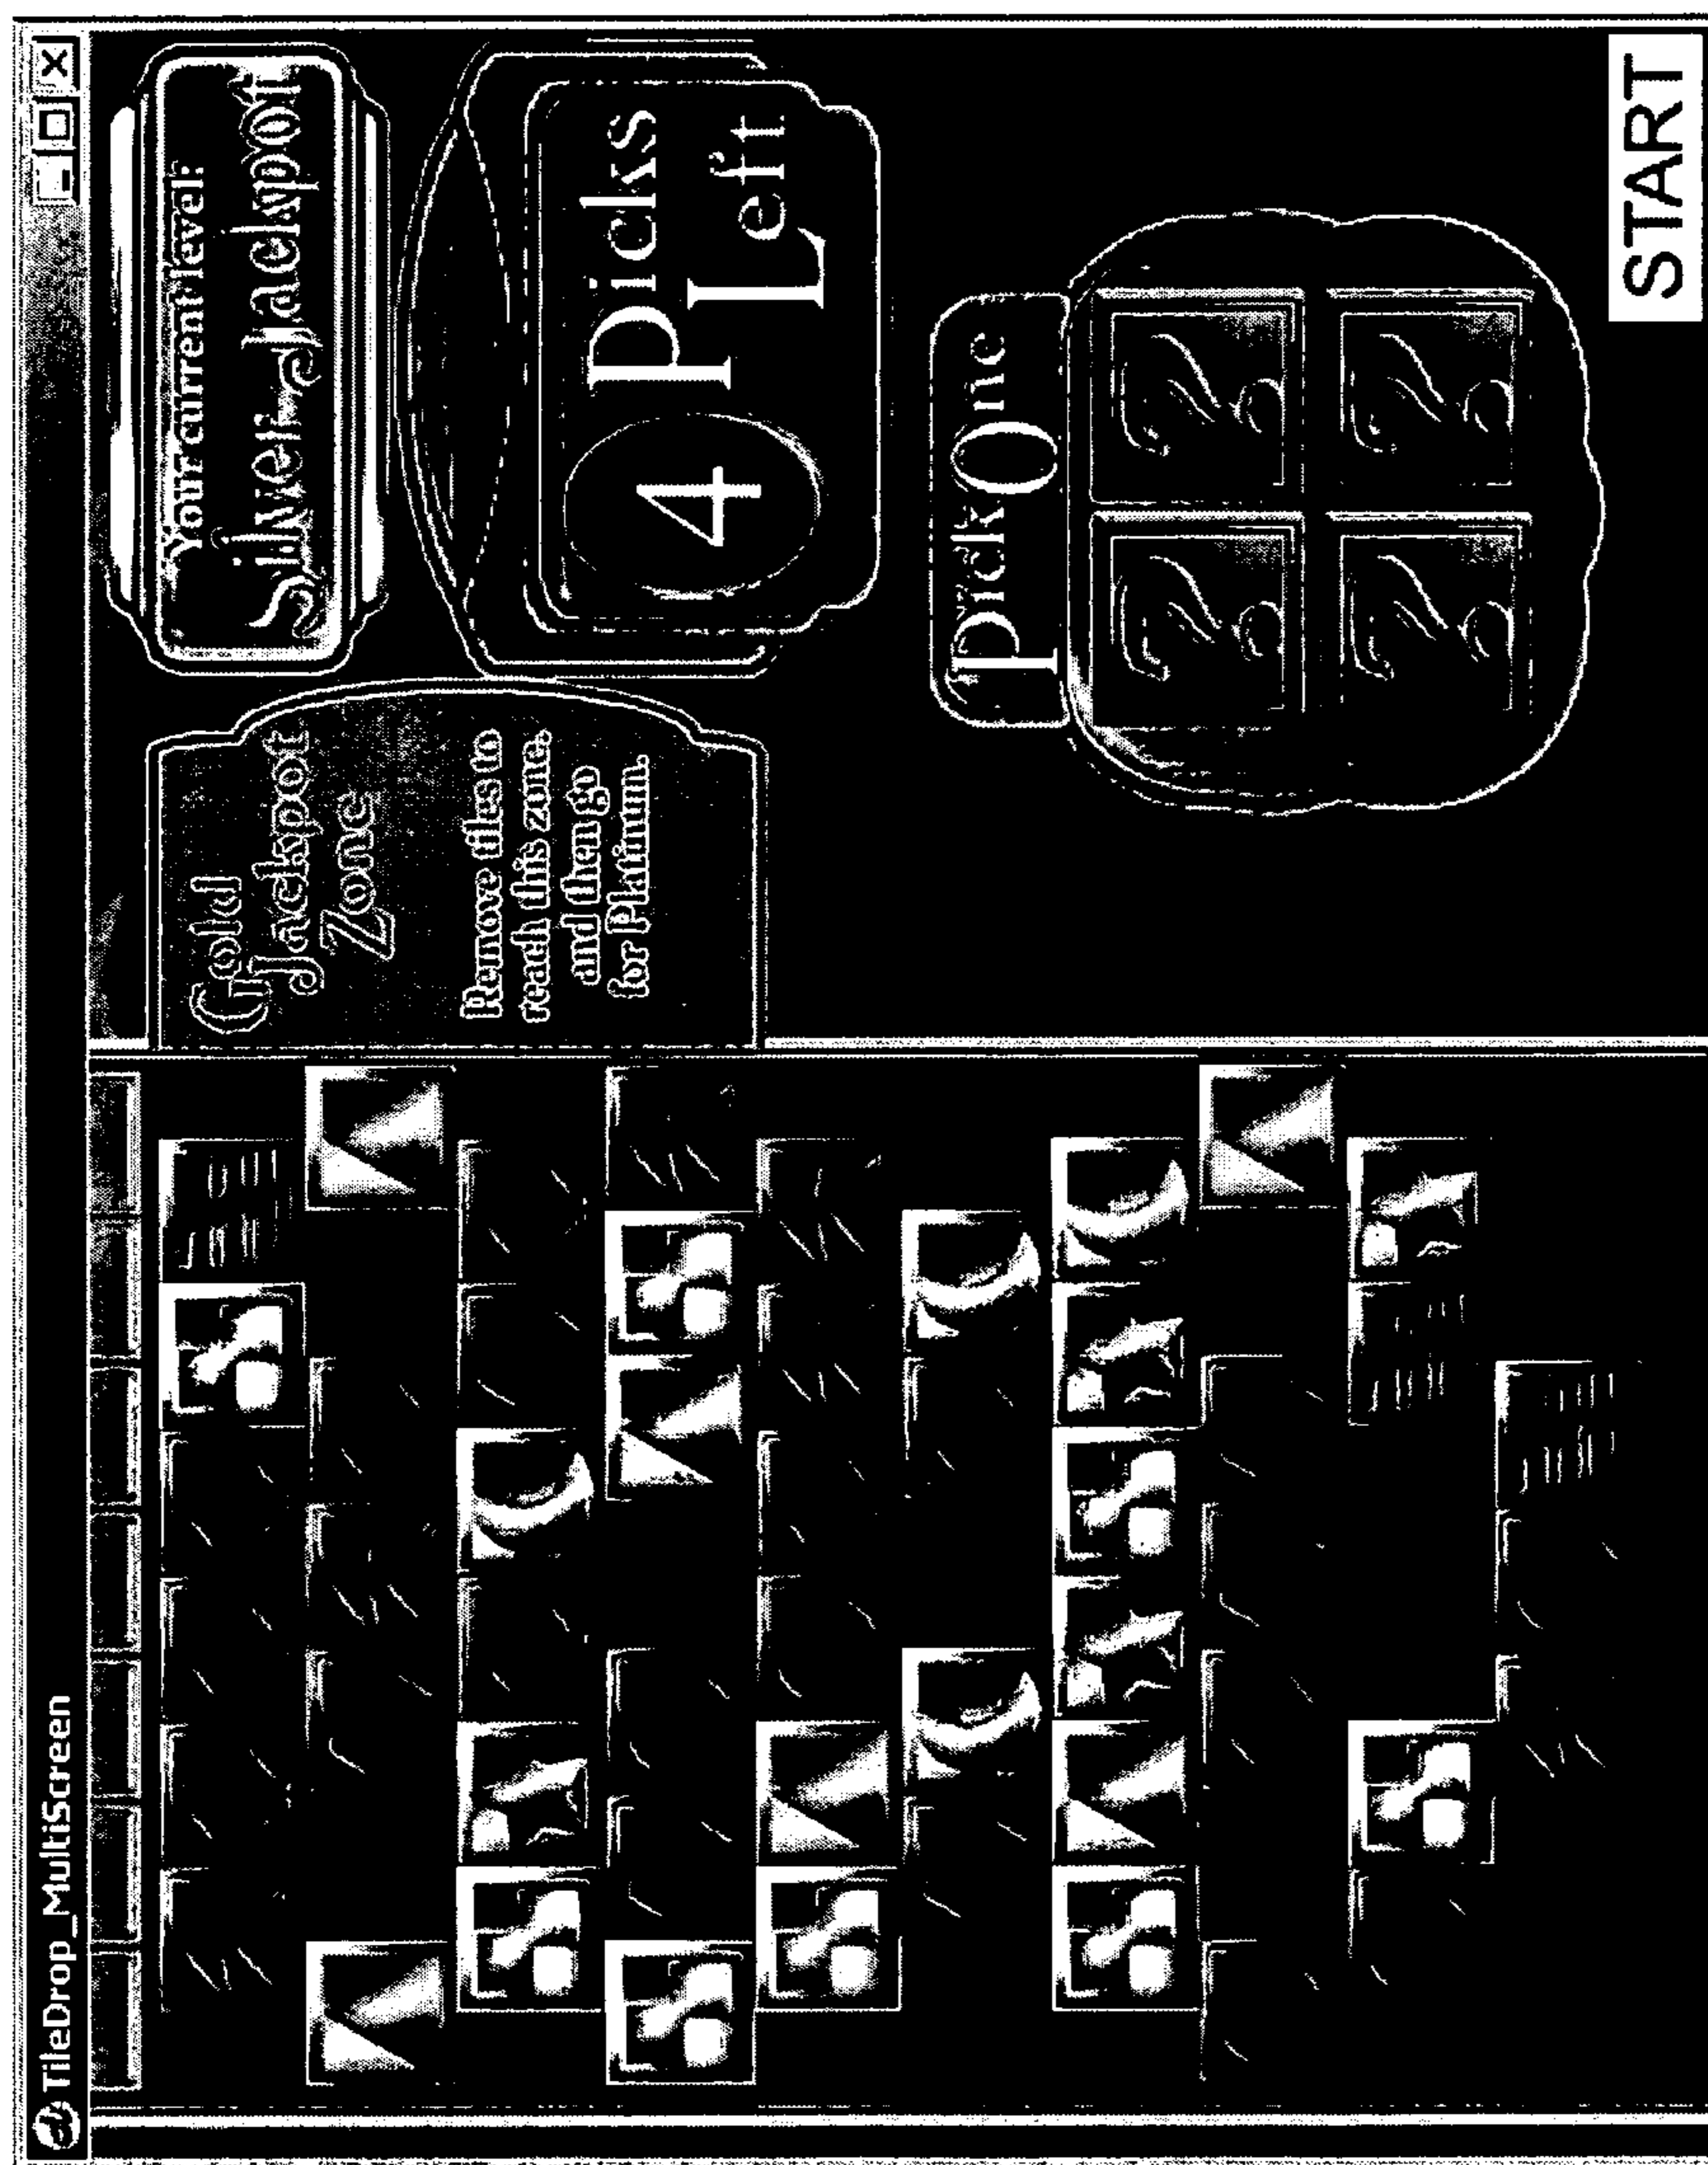 TileDrop_MultiScreen
Gold
Jackpot
Zone
Remove tiles to
reach this zone,
and then go
for Platinum.
Your current level:
Silver Jackpot
4 Picks
Left
Pick One
START